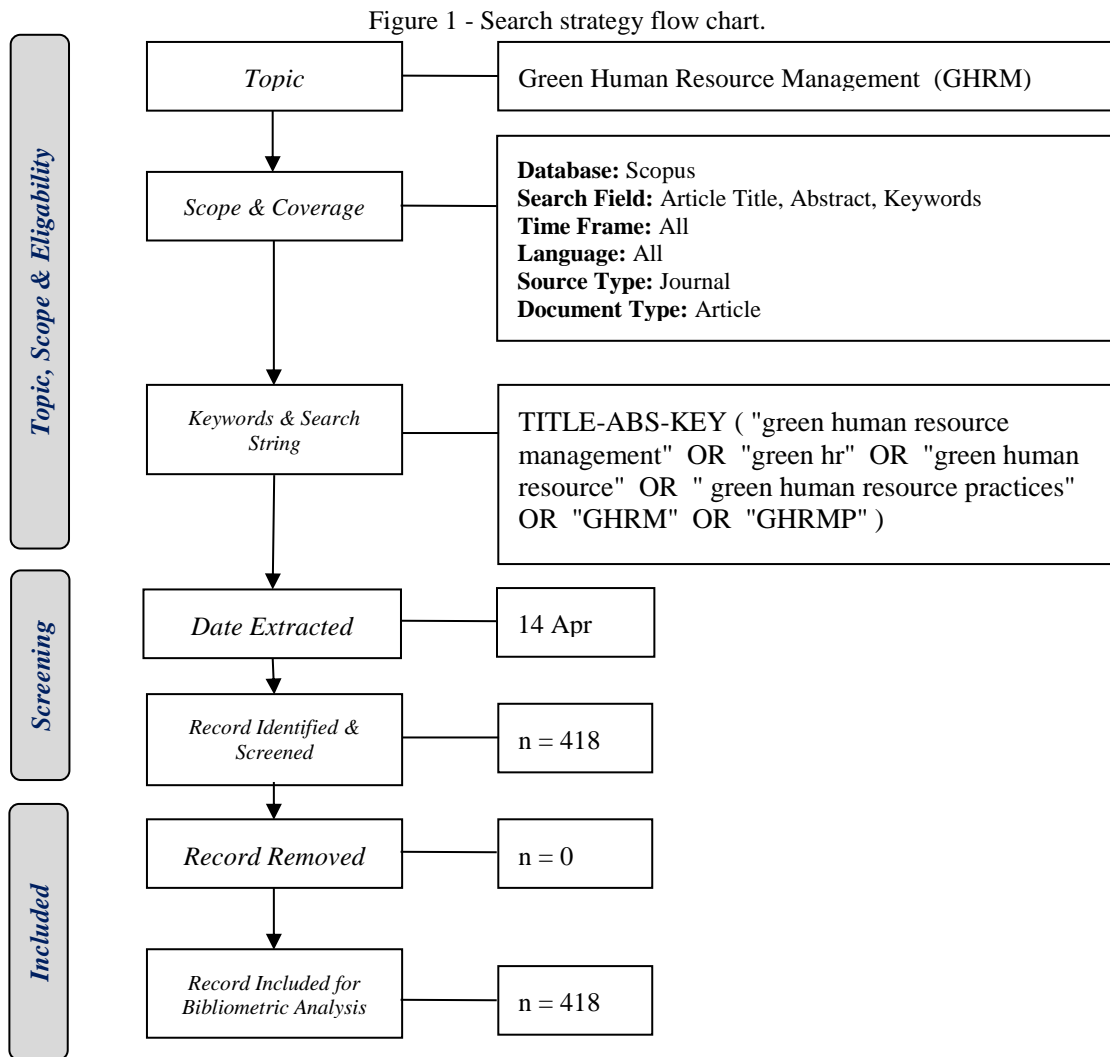 Figure 1 - Search strategy flow chart.
Topic, Scope & Eligability
Topic
Green Human Resource Management (GHRM)
Scope & Coverage
Database: Scopus
Search Field: Article Title, Abstract, Keywords
Time Frame: All
Language: All
Source Type: Journal
Document Type: Article
Keywords & Search
String
TITLE-ABS-KEY ( "green human resource
management" OR "green hr" OR "green human
resource" OR " green human resource practices"
OR "GHRM" OR "GHRMP" )
Screening
Date Extracted
14 Apr
Record Identified &
Screened
n = 418
Included
Record Removed
n = 0
Record Included for
Bibliometric Analysis
n = 418